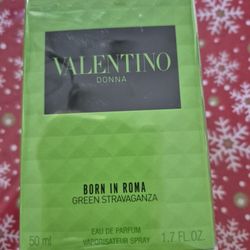 VALENTINO
DONNA
BORN IN ROMA
GREEN STRAVAGANZA
EAU DE PARFUM
50 ml VAPORISATEUR SPRAY 1.7 FL.OZ.